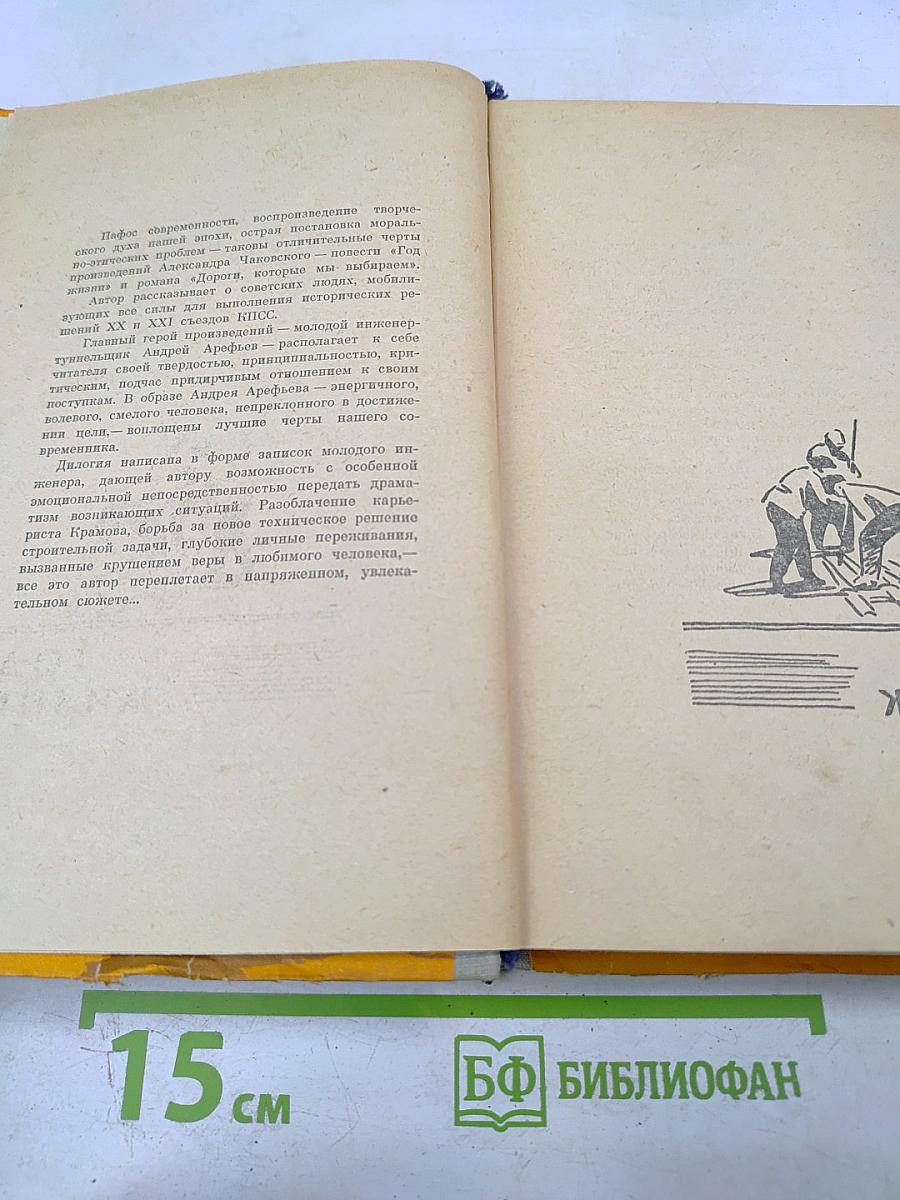 Пафос современности, воспроизведение творче-
ского духа нашей эпохи, острая постановка мораль-
но-этических проблем — таковы отличительные черты
произведений Александра Чаковского — повести «Год
жизни» и романа «Дороги, которые мы выбираем».
Автор рассказывает о советских людях, мобили-
зующих все силы для выполнения исторических ре-
шений XX и XXI съездов КПСС.
Главный герой произведений — молодой инженер-
туннельщик Андрей Арефьев — располагает к себе
читателя своей твердостью, принципиальностью, кри-
тическим, подчас придирчивым отношением к своим
поступкам. В образе Андрея Арефьева — энергичного,
волевого, смелого человека, непреклонного в достиже-
нии цели,— воплощены лучшие черты нашего со-
временника.
Дилогия написана в форме записок молодого ин-
женера, дающей автору возможность с особенной
эмоциональной непосредственностью передать драма-
тизм возникающих ситуаций. Разоблачение карье-
риста Крамова, борьба за новое техническое решение
строительной задачи, глубокие личные переживания,
вызванные крушением веры в любимого человека,—
все это автор переплетает в напряженном, увлека-
тельном сюжете...
Ж
15 см
БФ БИБЛИОФАН